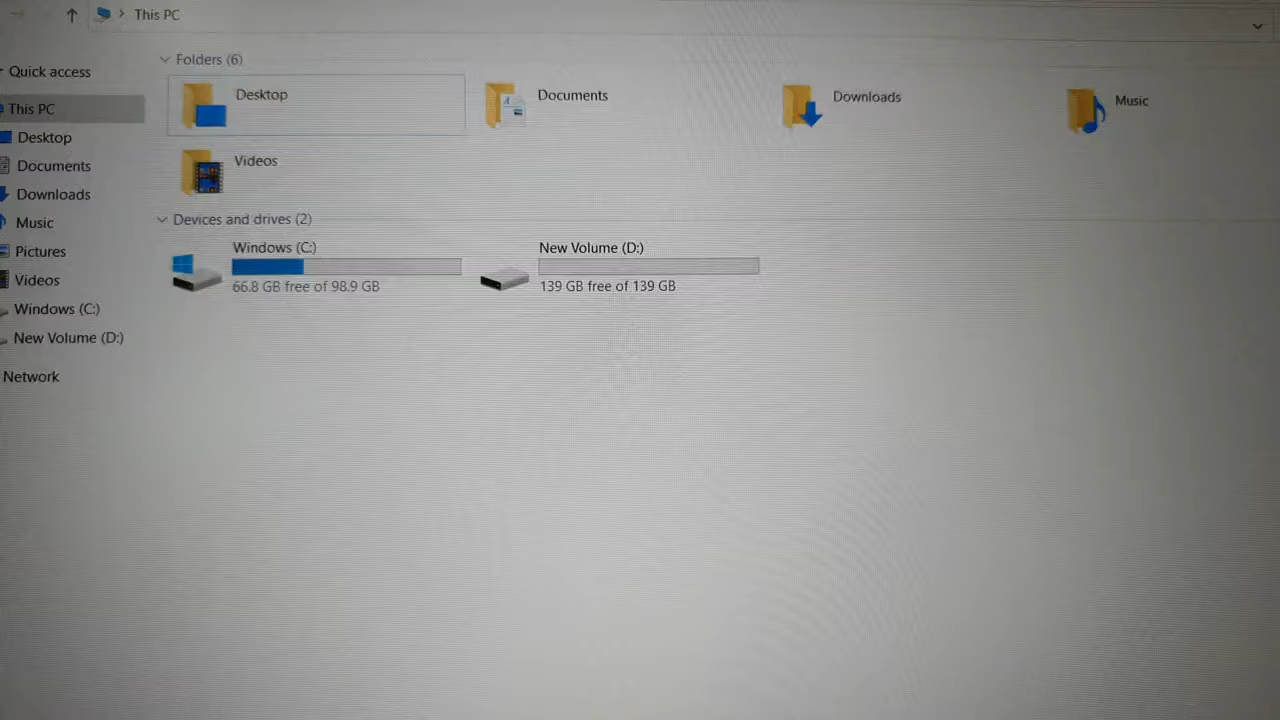 This PC
Quick access
This PC
Desktop
Documents
Downloads
Music
Pictures
Videos
Windows (C:)
New Volume (D:)
Network
Folders (6)
Desktop
Documents
Downloads
Music
Videos
Devices and drives (2)
Windows (C:)
66.8 GB free of 98.9 GB
New Volume (D:)
139 GB free of 139 GB